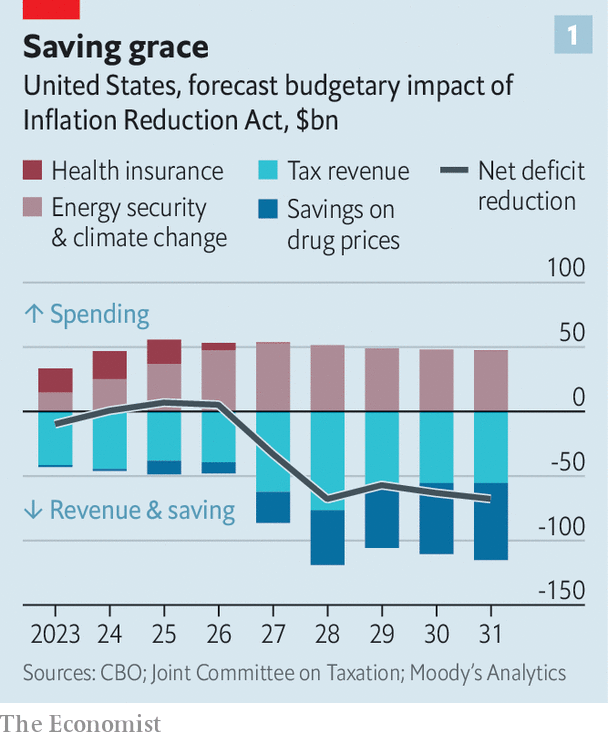 Saving grace
1
United States, forecast budgetary impact of
Inflation Reduction Act, $bn
Health insurance
Energy security
& climate change
Tax revenue
Savings on
drug prices
Net deficit
reduction
100
↑ Spending
50
0
-50
↓ Revenue & saving
-100
-150
2023 24 25 26 27 28 29 30 31
Sources: CBO; Joint Committee on Taxation; Moody's Analytics
The Economist